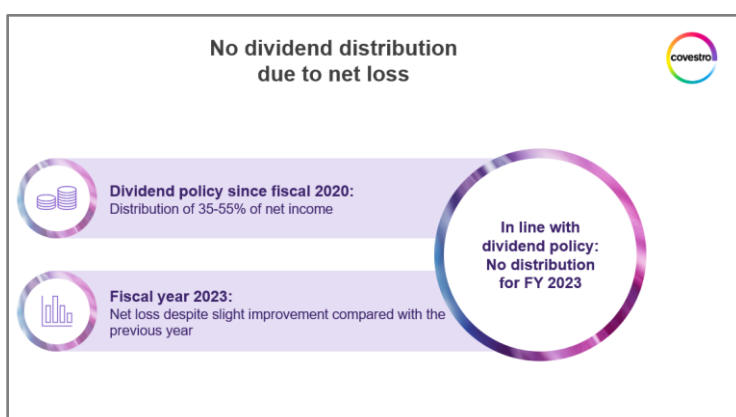 No dividend distribution
due to net loss
covestro
Dividend policy since fiscal 2020:
Distribution of 35-55% of net income
In line with
dividend policy:
No distribution
for FY 2023
Fiscal year 2023:
Net loss despite slight improvement compared with the
previous year